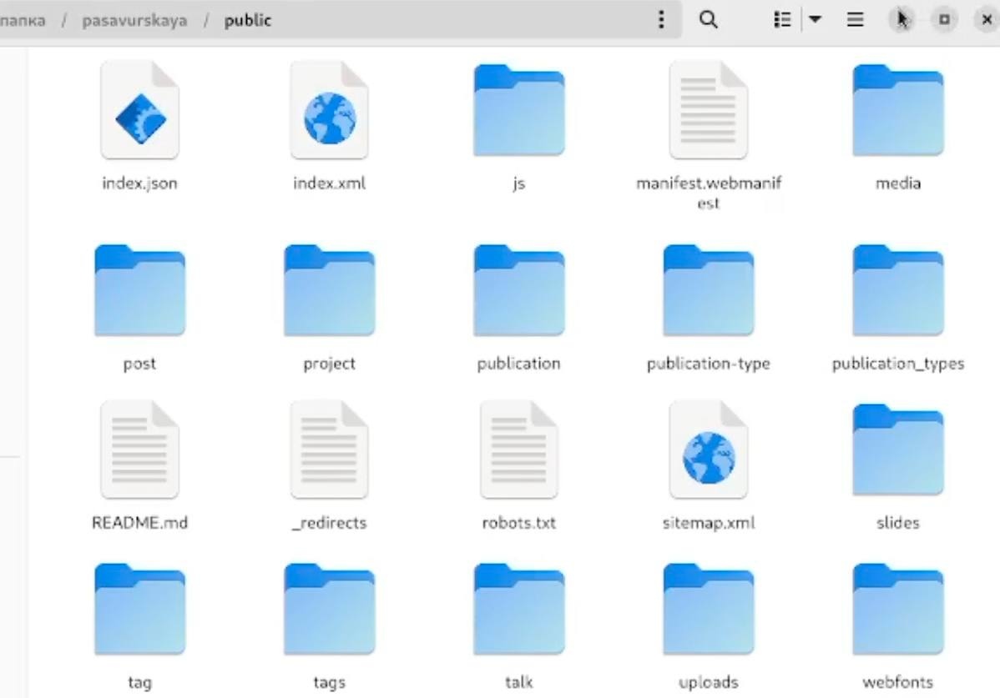 папка / pasavurskaya / public
index.json index.xml js manifest.webmanif media
est
post project publication publication-type publication_types
README.md _redirects robots.txt sitemap.xml slides
tag tags talk uploads webfonts